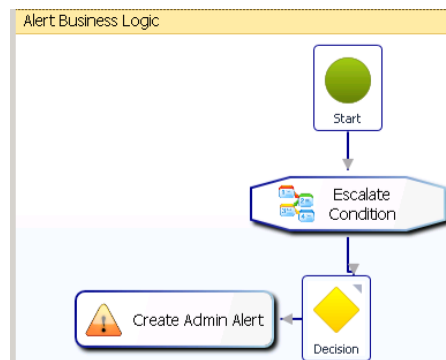 Alert Business Logic
Start
Escalate
Condition
Create Admin Alert
Decision